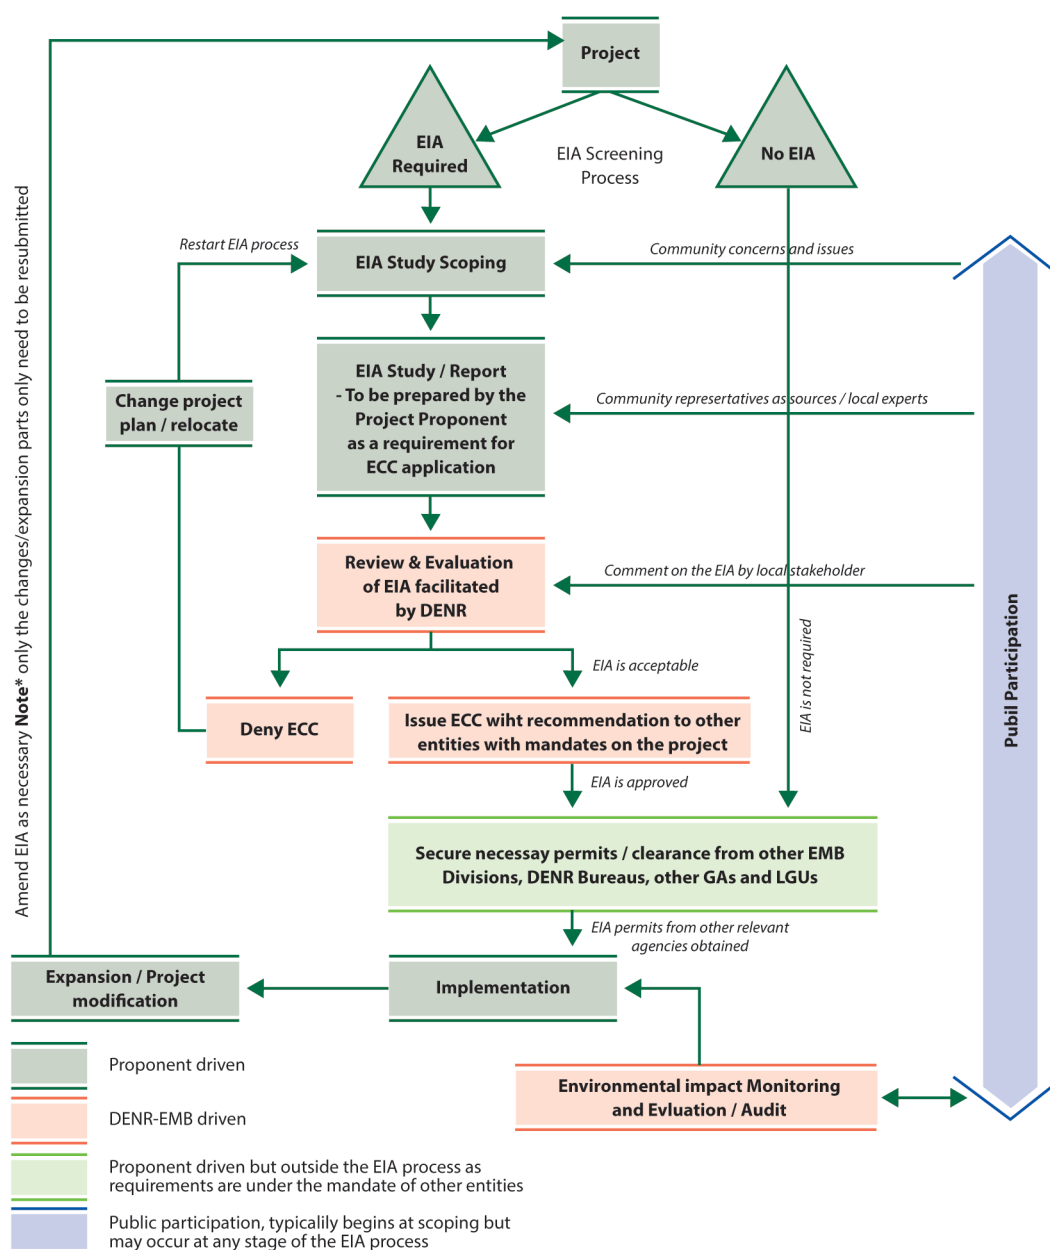 Project
EIA
Required
EIA Screening
Process
No EIA
Restart EIA process
EIA Study Scoping
Community concerns and issues
EIA Study / Report
- To be prepared by the
Project Proponent
as a requirement for
ECC application
Community represertatives as sources / local experts
Change project
plan / relocate
Review & Evaluation
of EIA facilitated
by DENR
Comment on the EIA by local stakeholder
EIA is acceptable
EIA is not required
Deny ECC
Issue ECC wiht recommendation to other
entities with mandates on the project
EIA is approved
Secure necessay permits / clearance from other EMB
Divisions, DENR Bureaus, other GAs and LGUs
EIA permits from other relevant
agencies obtained
Implementation
Expansion / Project
modification
Amend EIA as necessary Note* only the changes/expansion parts only need to be resubmitted
Environmental impact Monitoring
and Evluation / Audit
Pubil Participation
Proponent driven
DENR-EMB driven
Proponent driven but outside the EIA process as
requirements are under the mandate of other entities
Public participation, typicalily begins at scoping but
may occur at any stage of the EIA process